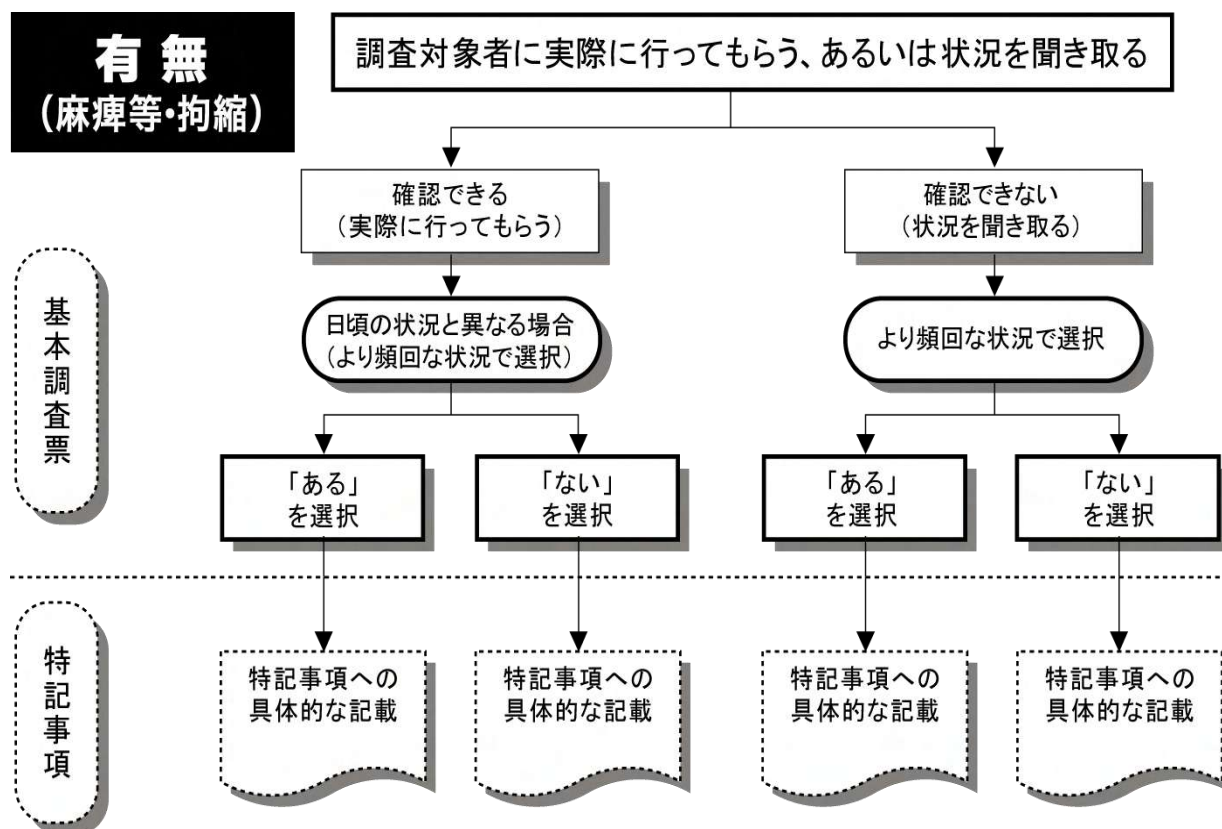 有無
(麻痺等・拘縮)
調査対象者に実際に行ってもらう、あるいは状況を聞き取る
確認できる
(実際に行ってもらう)
確認できない
(状況を聞き取る)
基本調査票
日頃の状況と異なる場合
(より頻回な状況で選択)
より頻回な状況で選択
「ある」
を選択
「ない」
を選択
「ある」
を選択
「ない」
を選択
特記事項
特記事項への
具体的な記載
特記事項への
具体的な記載
特記事項への
具体的な記載
特記事項への
具体的な記載